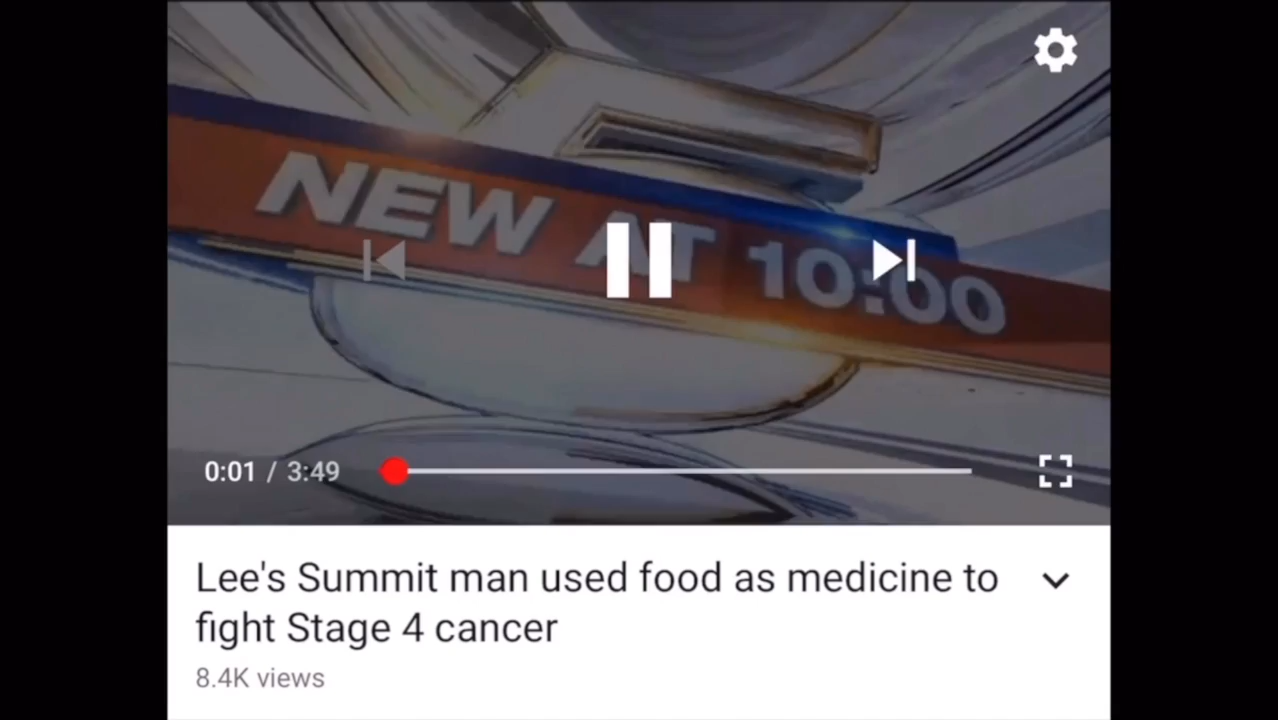 NEW AT 10:00
0:01 / 3:49
Lee's Summit man used food as medicine to
fight Stage 4 cancer
8.4K views